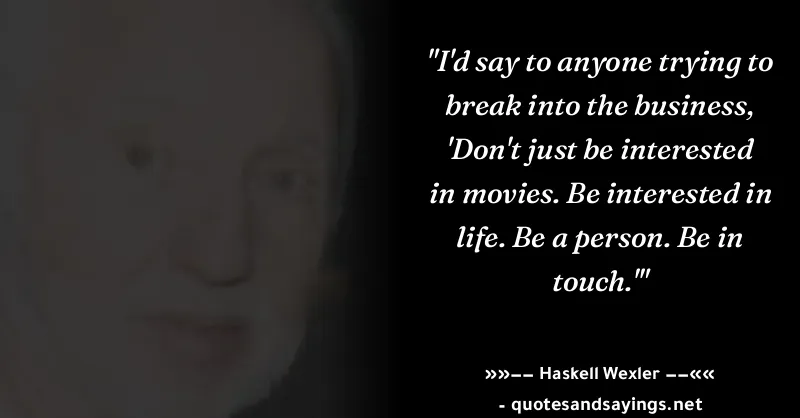 "I'd say to anyone trying to
break into the business,
'Don't just be interested
in movies. Be interested in
life. Be a person. Be in
touch.'"
»»−− Haskell Wexler −−««
- quotesandsayings.net